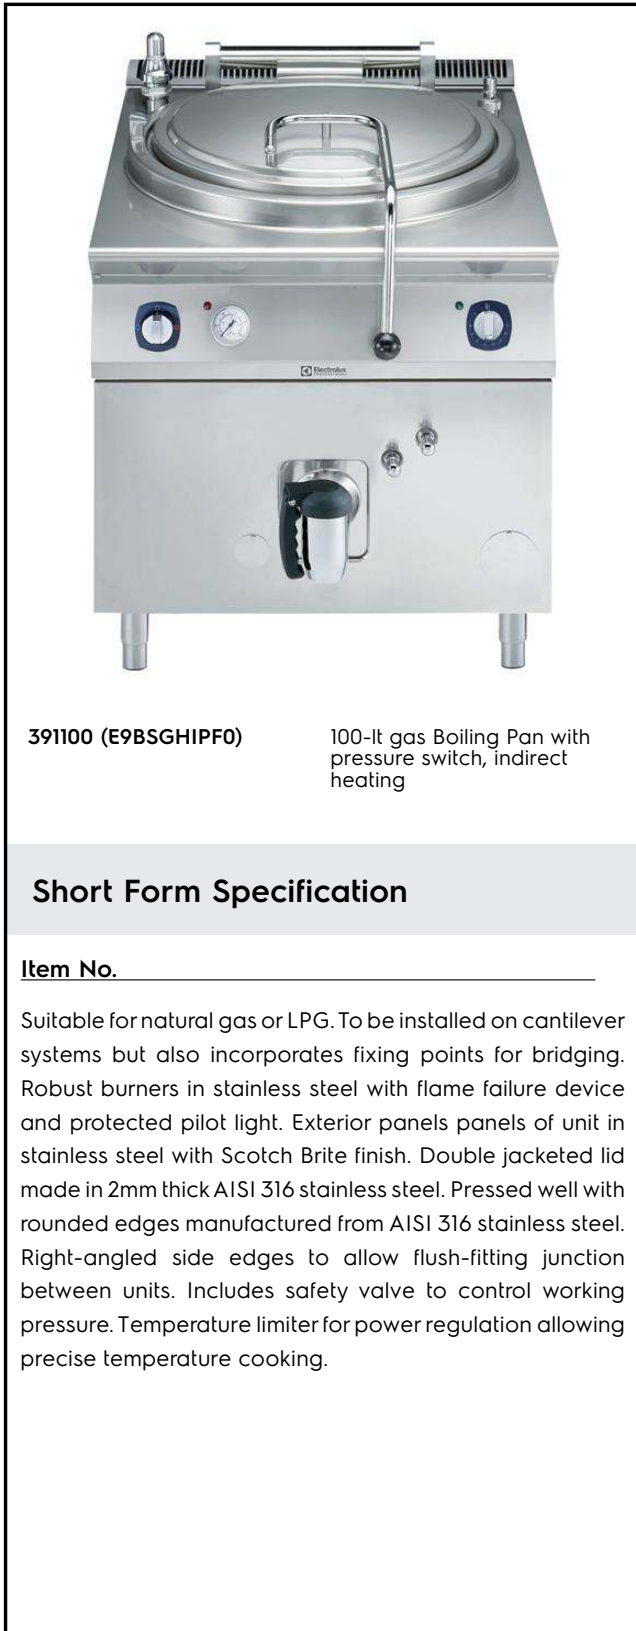 Electrolux
PROFESSIONAL
391100 (E9BSGHIPF0)
100-lt gas Boiling Pan with
pressure switch, indirect
heating
Short Form Specification
Item No.
Suitable for natural gas or LPG. To be installed on cantilever
systems but also incorporates fixing points for bridging.
Robust burners in stainless steel with flame failure device
and protected pilot light. Exterior panels panels of unit in
stainless steel with Scotch Brite finish. Double jacketed lid
made in 2mm thick AISI 316 stainless steel. Pressed well with
rounded edges manufactured from AISI 316 stainless steel.
Right-angled side edges to allow flush-fitting junction
between units. Includes safety valve to control working
pressure. Temperature limiter for power regulation allowing
precise temperature cooking.